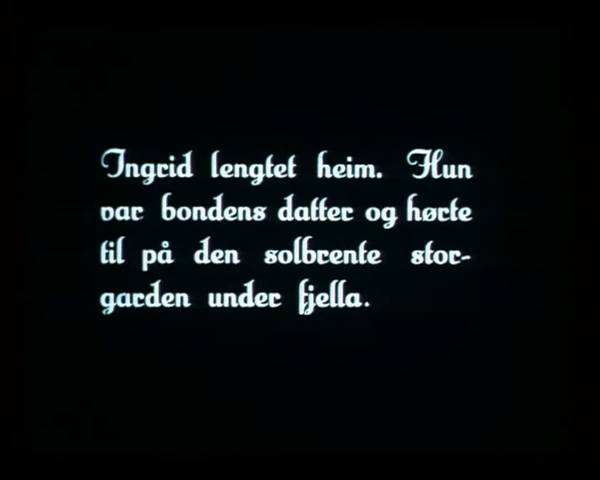 Ingrid lengtet heim. Hun
var bondens datter og hørte
til på den solbrente stor-
garden under fjella.